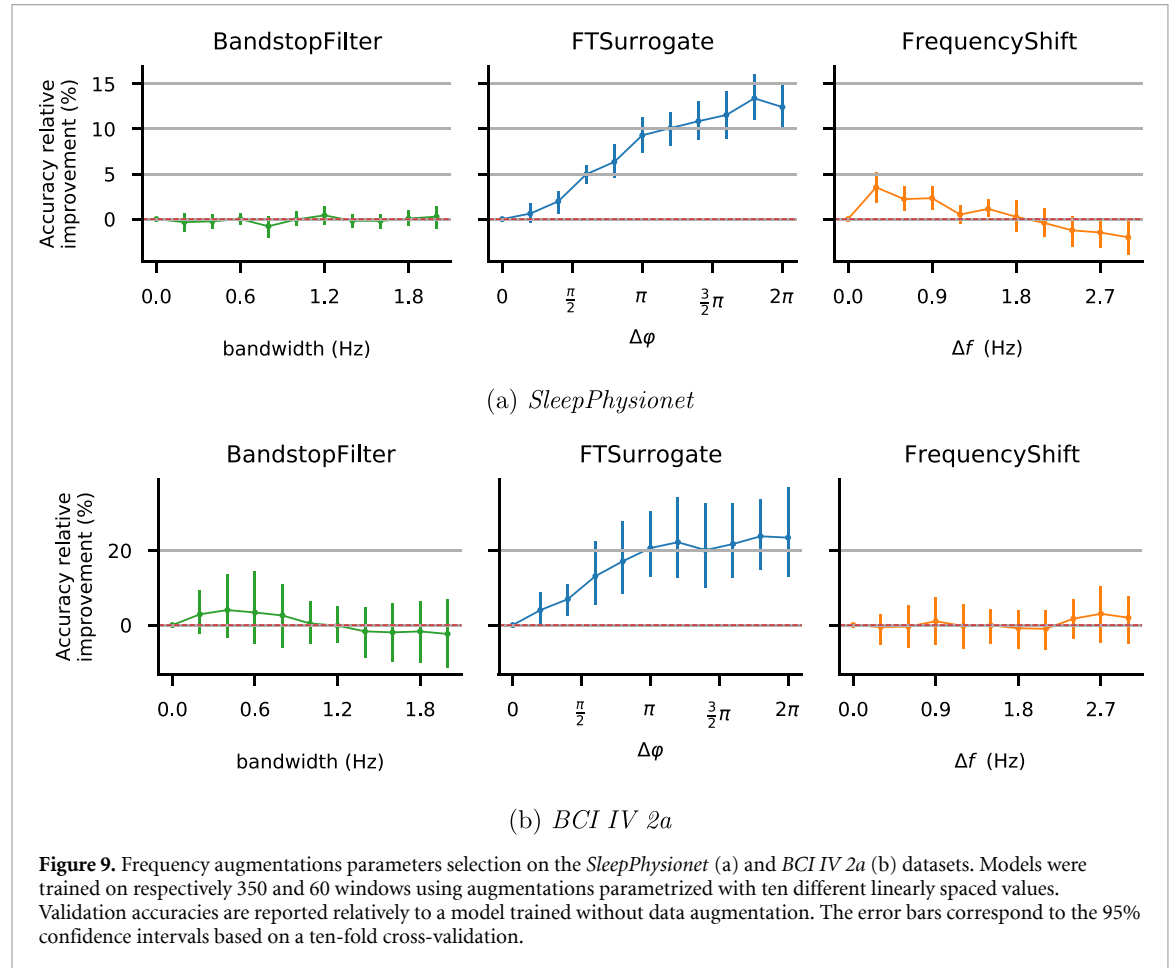 BandstopFilter FTSurrogate FrequencyShift
Accuracy relative
improvement (%)
15
10
5
0
0.0 0.6 1.2 1.8
bandwidth (Hz)
0 π/2 π 3/2π 2π
Δφ
0.0 0.9 1.8 2.7
Δf (Hz)
(a) SleepPhysionet
BandstopFilter FTSurrogate FrequencyShift
Accuracy relative
improvement (%)
20
0
0.0 0.6 1.2 1.8
bandwidth (Hz)
0 π/2 π 3/2π 2π
Δφ
0.0 0.9 1.8 2.7
Δf (Hz)
(b) BCI IV 2a
Figure 9. Frequency augmentations parameters selection on the SleepPhysionet (a) and BCI IV 2a (b) datasets. Models were
trained on respectively 350 and 60 windows using augmentations parametrized with ten different linearly spaced values.
Validation accuracies are reported relatively to a model trained without data augmentation. The error bars correspond to the 95%
confidence intervals based on a ten-fold cross-validation.